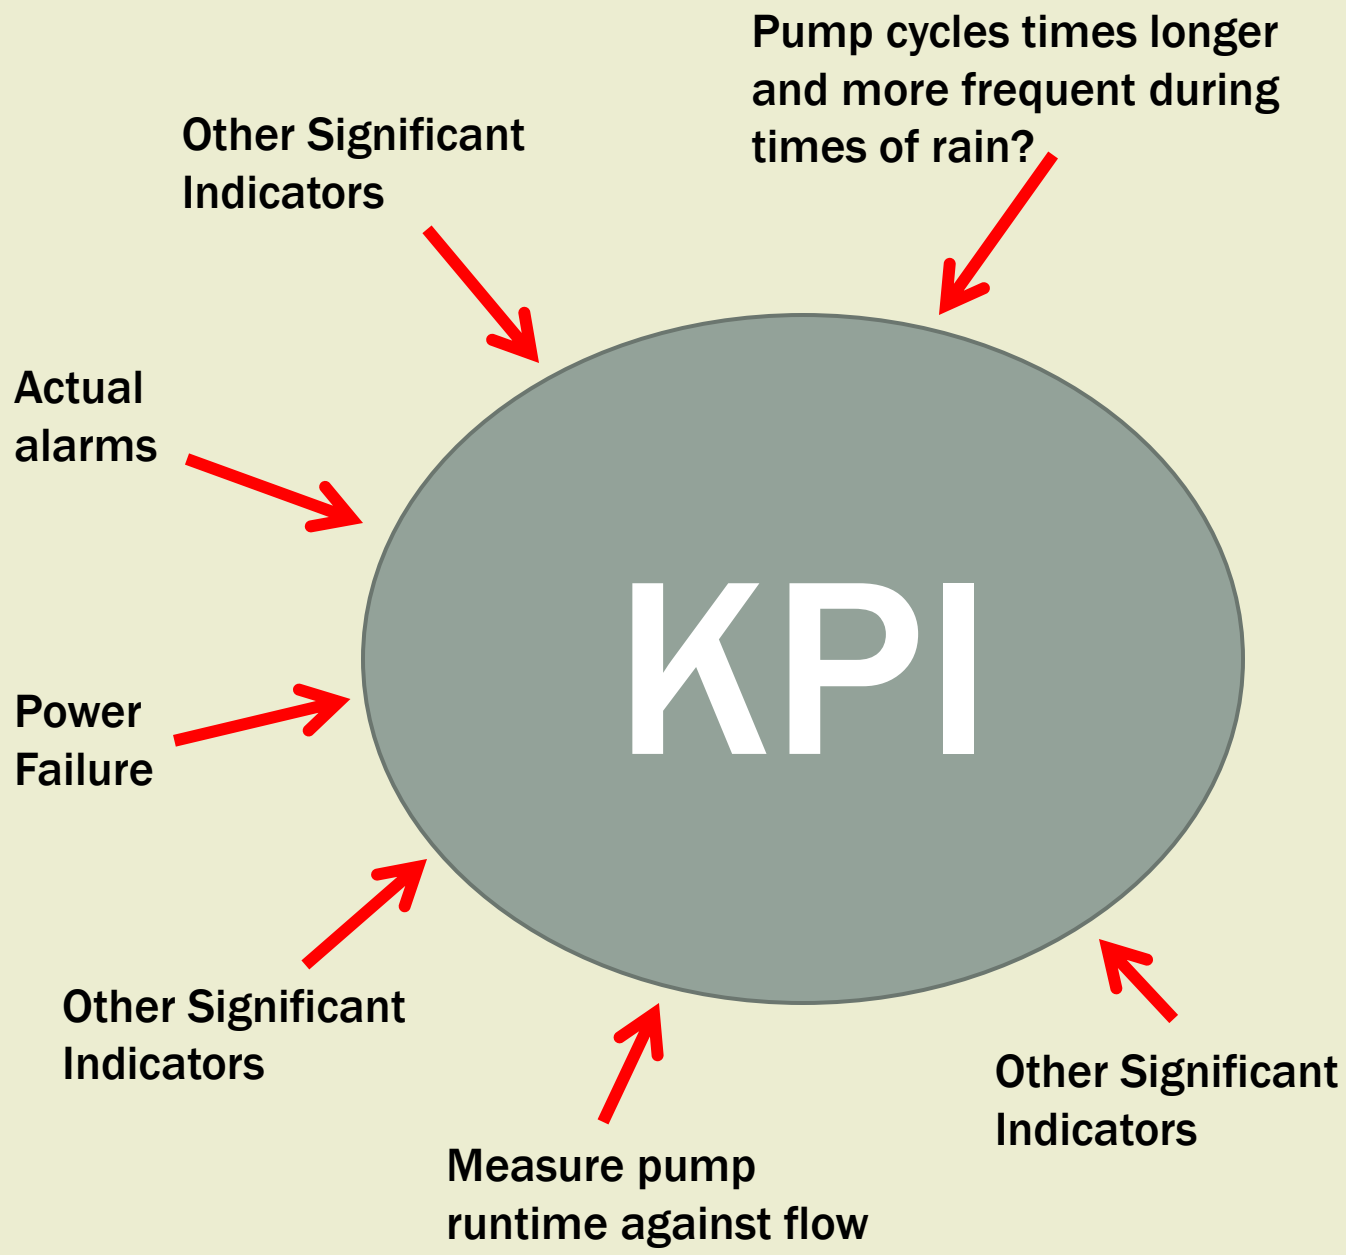 Pump cycles times longer
and more frequent during
times of rain?
Other Significant
Indicators
Actual
alarms
KPI
Power
Failure
Other Significant
Indicators
Other Significant
Indicators
Measure pump
runtime against flow